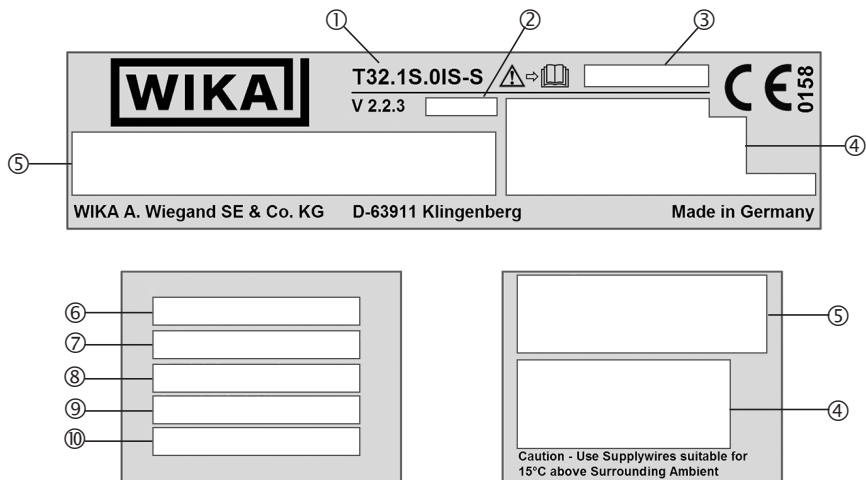 ① ② ③
WIKA
T32.1S.0IS-S
V 2.2.3
0158
④
⑤
WIKA A. Wiegand SE & Co. KG D-63911 Klingenberg Made in Germany
⑥
⑦
⑧
⑨
⑩
⑤
④
Caution - Use Supplywires suitable for
15°C above Surrounding Ambient